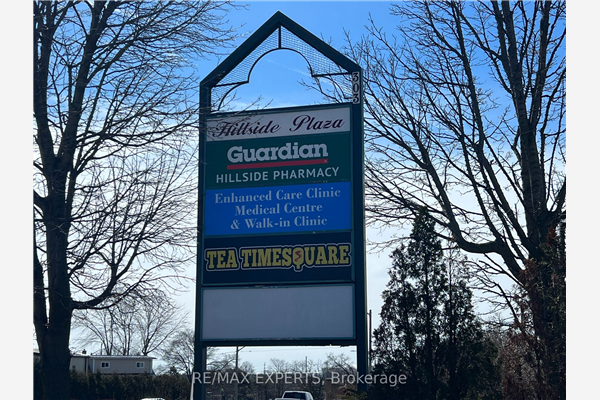 503
Hillside Plaza
Guardian
HILLSIDE PHARMACY
Enhanced Care Clinic
Medical Centre
& Walk-in Clinic
TEA TIMESQUARE
RE/MAX EXPERTS, Brokerage